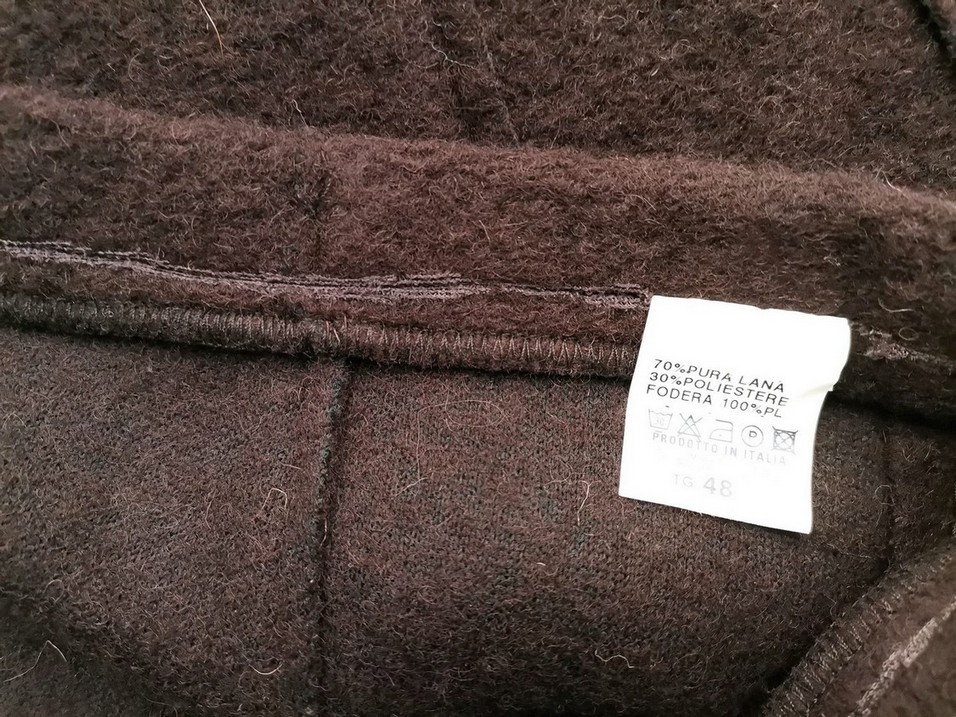 70%PURA LANA
30%POLIESTERE
FODERA 100%PL
P
PRODOTTO IN ITALIA
TG 48